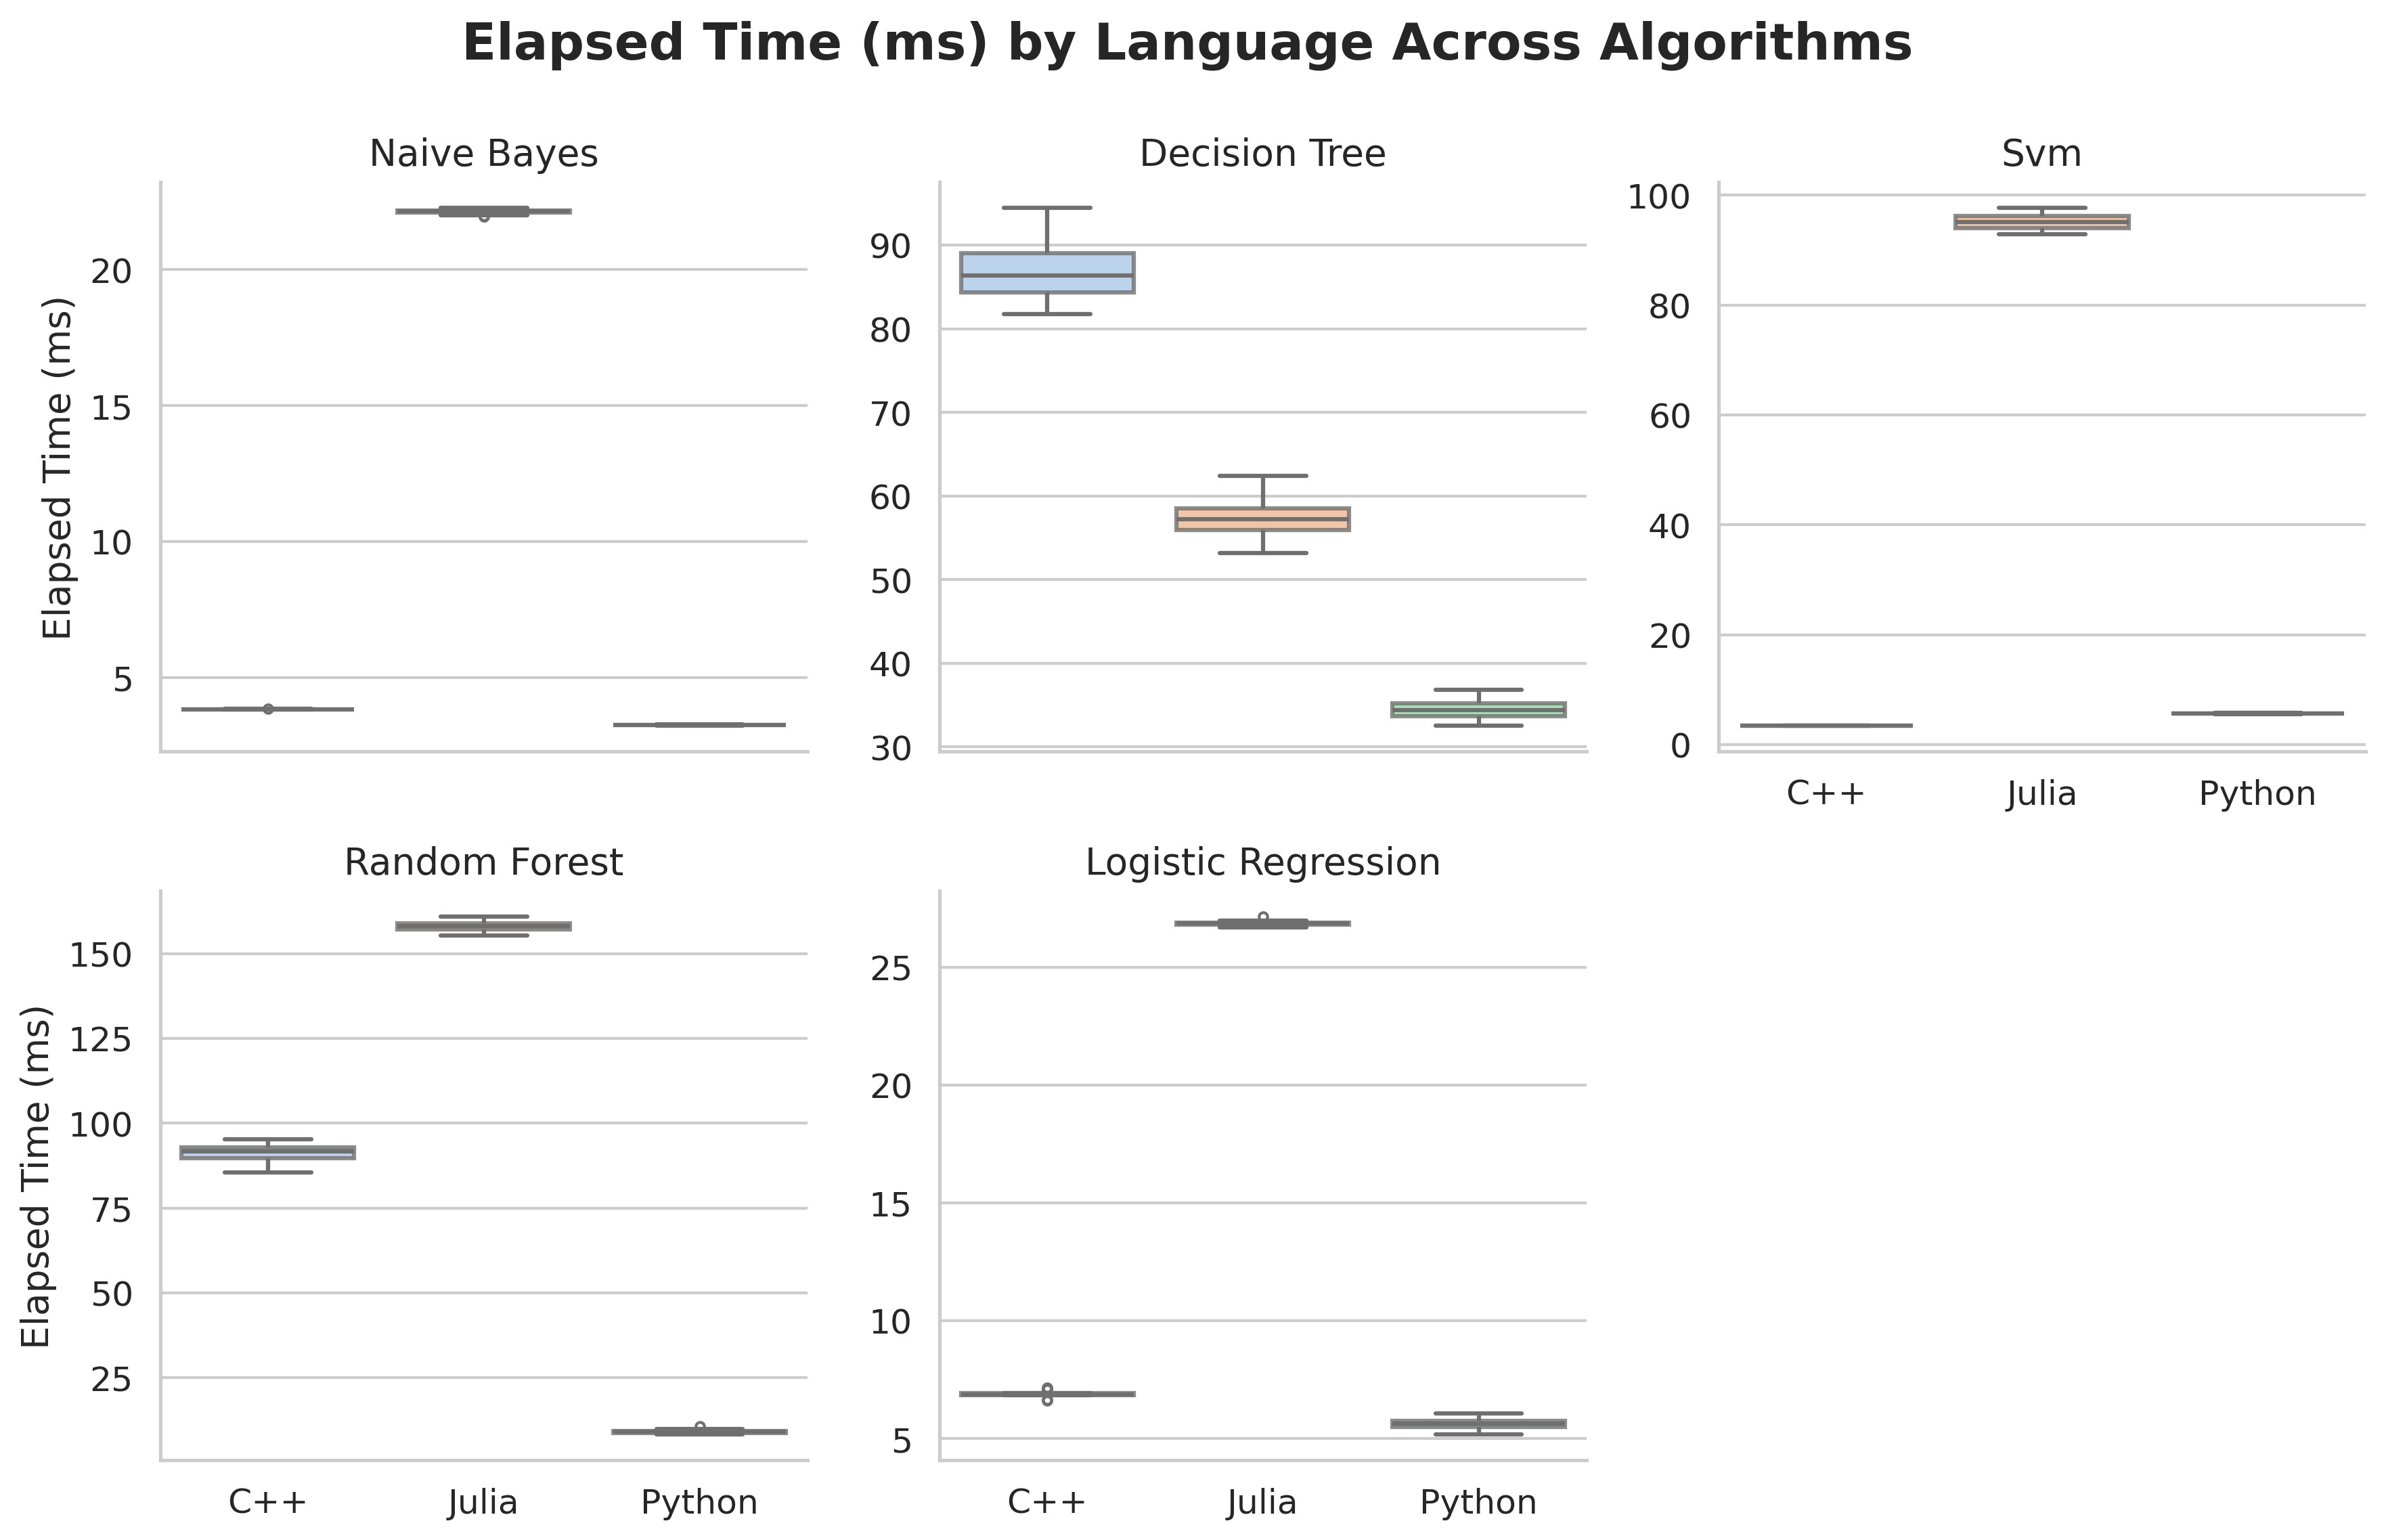 Elapsed Time (ms) by Language Across Algorithms
Naive Bayes
Elapsed Time (ms)
20
15
10
5
Decision Tree
90
80
70
60
50
40
30
Svm
100
80
60
40
20
0
C++ Julia Python
Random Forest
Elapsed Time (ms)
150
125
100
75
50
25
C++ Julia Python
Logistic Regression
25
20
15
10
5
C++ Julia Python